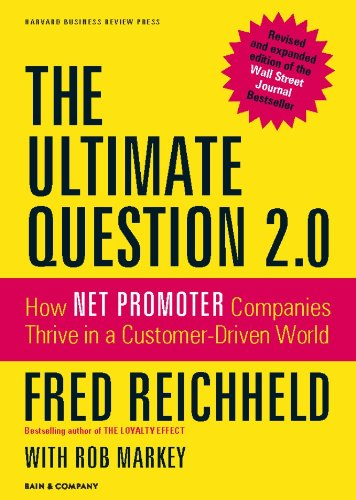 HARVARD BUSINESS REVIEW PRESS
Revised
and expanded
edition of the
Wall Street
Journal
Bestseller
THE
ULTIMATE
QUESTION 2.0
How NET PROMOTER Companies
Thrive in a Customer-Driven World
FRED REICHHELD
Bestselling author of THE LOYALTY EFFECT
WITH ROB MARKEY
BAIN & COMPANY